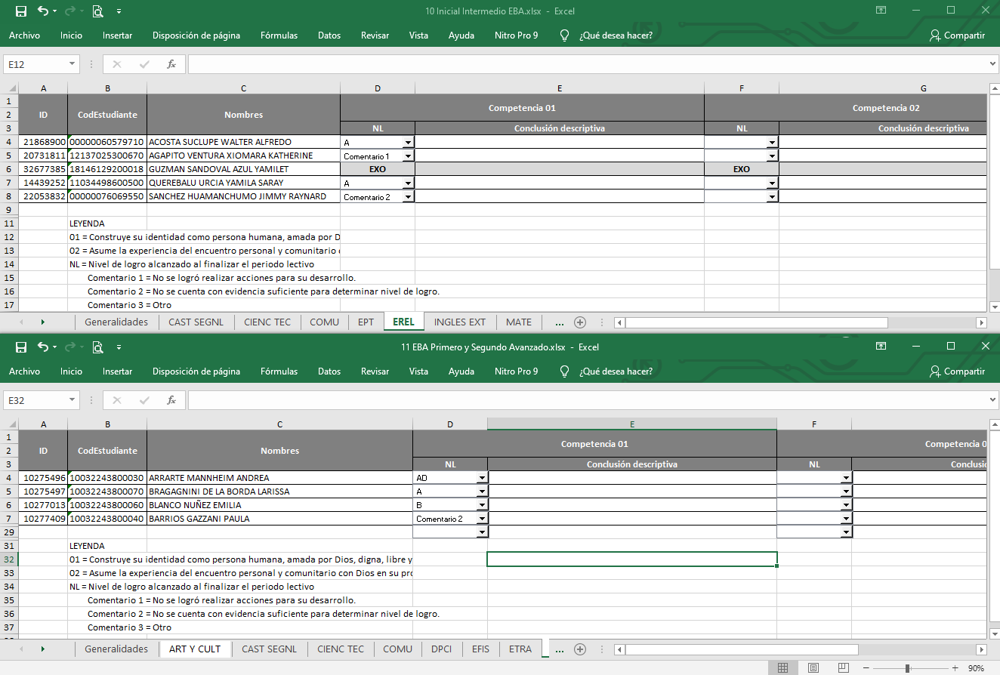 10 Inicial Intermedio EBA.xlsx - Excel
Archivo Inicio Insertar Disposición de página Fórmulas Datos Revisar Vista Ayuda Nitro Pro 9 ¿Qué desea hacer? Compartir
E12 fx
A B C D E F G
1 ID CodEstudiante Nombres Competencia 01 Competencia 02
2
3 NL Conclusión descriptiva NL Conclusión descriptiva
4 21868900 00000060579710 ACOSTA SUCLUPE WALTER ALFREDO A
5 20731811 12137025300670 AGAPITO VENTURA XIOMARA KATHERINE Comentario 1
6 32677385 18146129200018 GUZMAN SANDOVAL AZUL YAMILET EXO EXO
7 14439252 11034498600500 QUEREBALU URCIA YAMILA SARAY A
8 22053832 00000076069550 SANCHEZ HUAMANCHUMO JIMMY RAYNARD Comentario 2
9
11 LEYENDA
12 01 = Construye su identidad como persona humana, amada por D
13 02 = Asume la experiencia del encuentro personal y comunitario
14 NL = Nivel de logro alcanzado al finalizar el periodo lectivo
15 Comentario 1 = No se logró realizar acciones para su desarrollo.
16 Comentario 2 = No se cuenta con evidencia suficiente para determinar nivel de logro.
17 Comentario 3 = Otro
Generalidades CAST SEGNL CIENC TEC COMU EPT EREL INGLES EXT MATE ...
11 EBA Primero y Segundo Avanzado.xlsx - Excel
Archivo Inicio Insertar Disposición de página Fórmulas Datos Revisar Vista Ayuda Nitro Pro 9 ¿Qué desea hacer? Compartir
E32 fx
A B C D E F
1 ID CodEstudiante Nombres Competencia 01 Competencia 0
2
3 NL Conclusión descriptiva NL Conclusio
4 10275496 10032243800030 ARRARTE MANNHEIM ANDREA AD
5 10275497 10032243800070 BRAGAGNINI DE LA BORDA LARISSA A
6 10277013 10032243800060 BLANCO NUÑEZ EMILIA B
7 10277409 10032243800040 BARRIOS GAZZANI PAULA Comentario 2
29
31 LEYENDA
32 01 = Construye su identidad como persona humana, amada por Dios, digna, libre y
33 02 = Asume la experiencia del encuentro personal y comunitario con Dios en su pro
34 NL = Nivel de logro alcanzado al finalizar el periodo lectivo
35 Comentario 1 = No se logró realizar acciones para su desarrollo.
36 Comentario 2 = No se cuenta con evidencia suficiente para determinar nivel de logro.
37 Comentario 3 = Otro
Generalidades ART Y CULT CAST SEGNL CIENC TEC COMU DPCI EFIS ETRA ...
90%